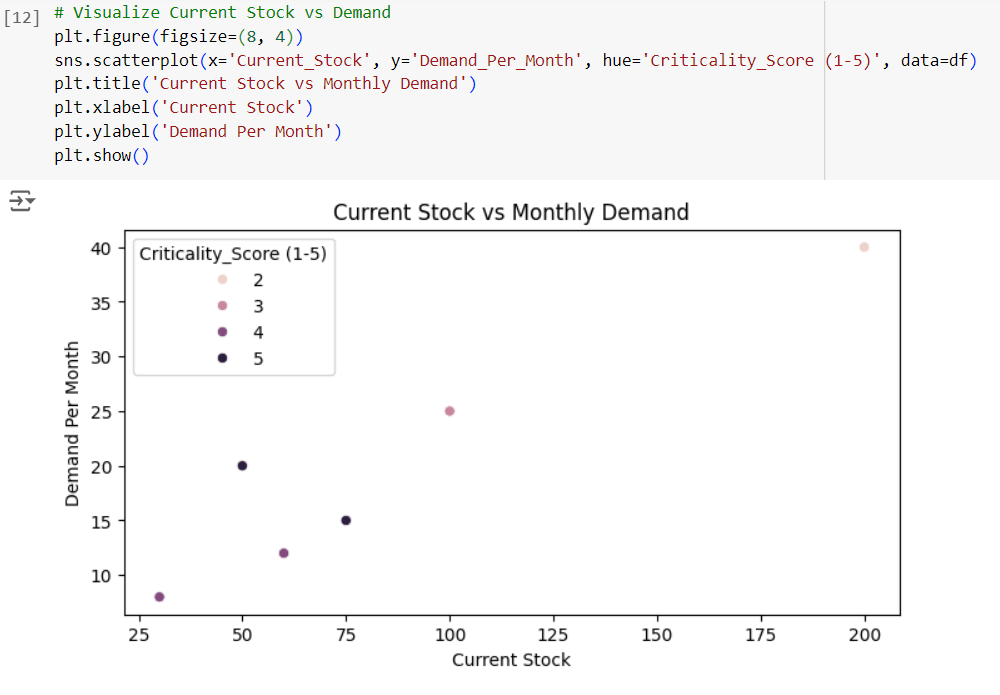 [12] # Visualize Current Stock vs Demand
plt.figure(figsize=(8, 4))
sns.scatterplot(x='Current_Stock', y='Demand_Per_Month', hue='Criticality_Score (1-5)', data=df)
plt.title('Current Stock vs Monthly Demand')
plt.xlabel('Current Stock')
plt.ylabel('Demand Per Month')
plt.show()
Current Stock vs Monthly Demand
Criticality_Score (1-5)
2
3
4
5
Demand Per Month
40
35
30
25
20
15
10
25 50 75 100 125 150 175 200
Current Stock